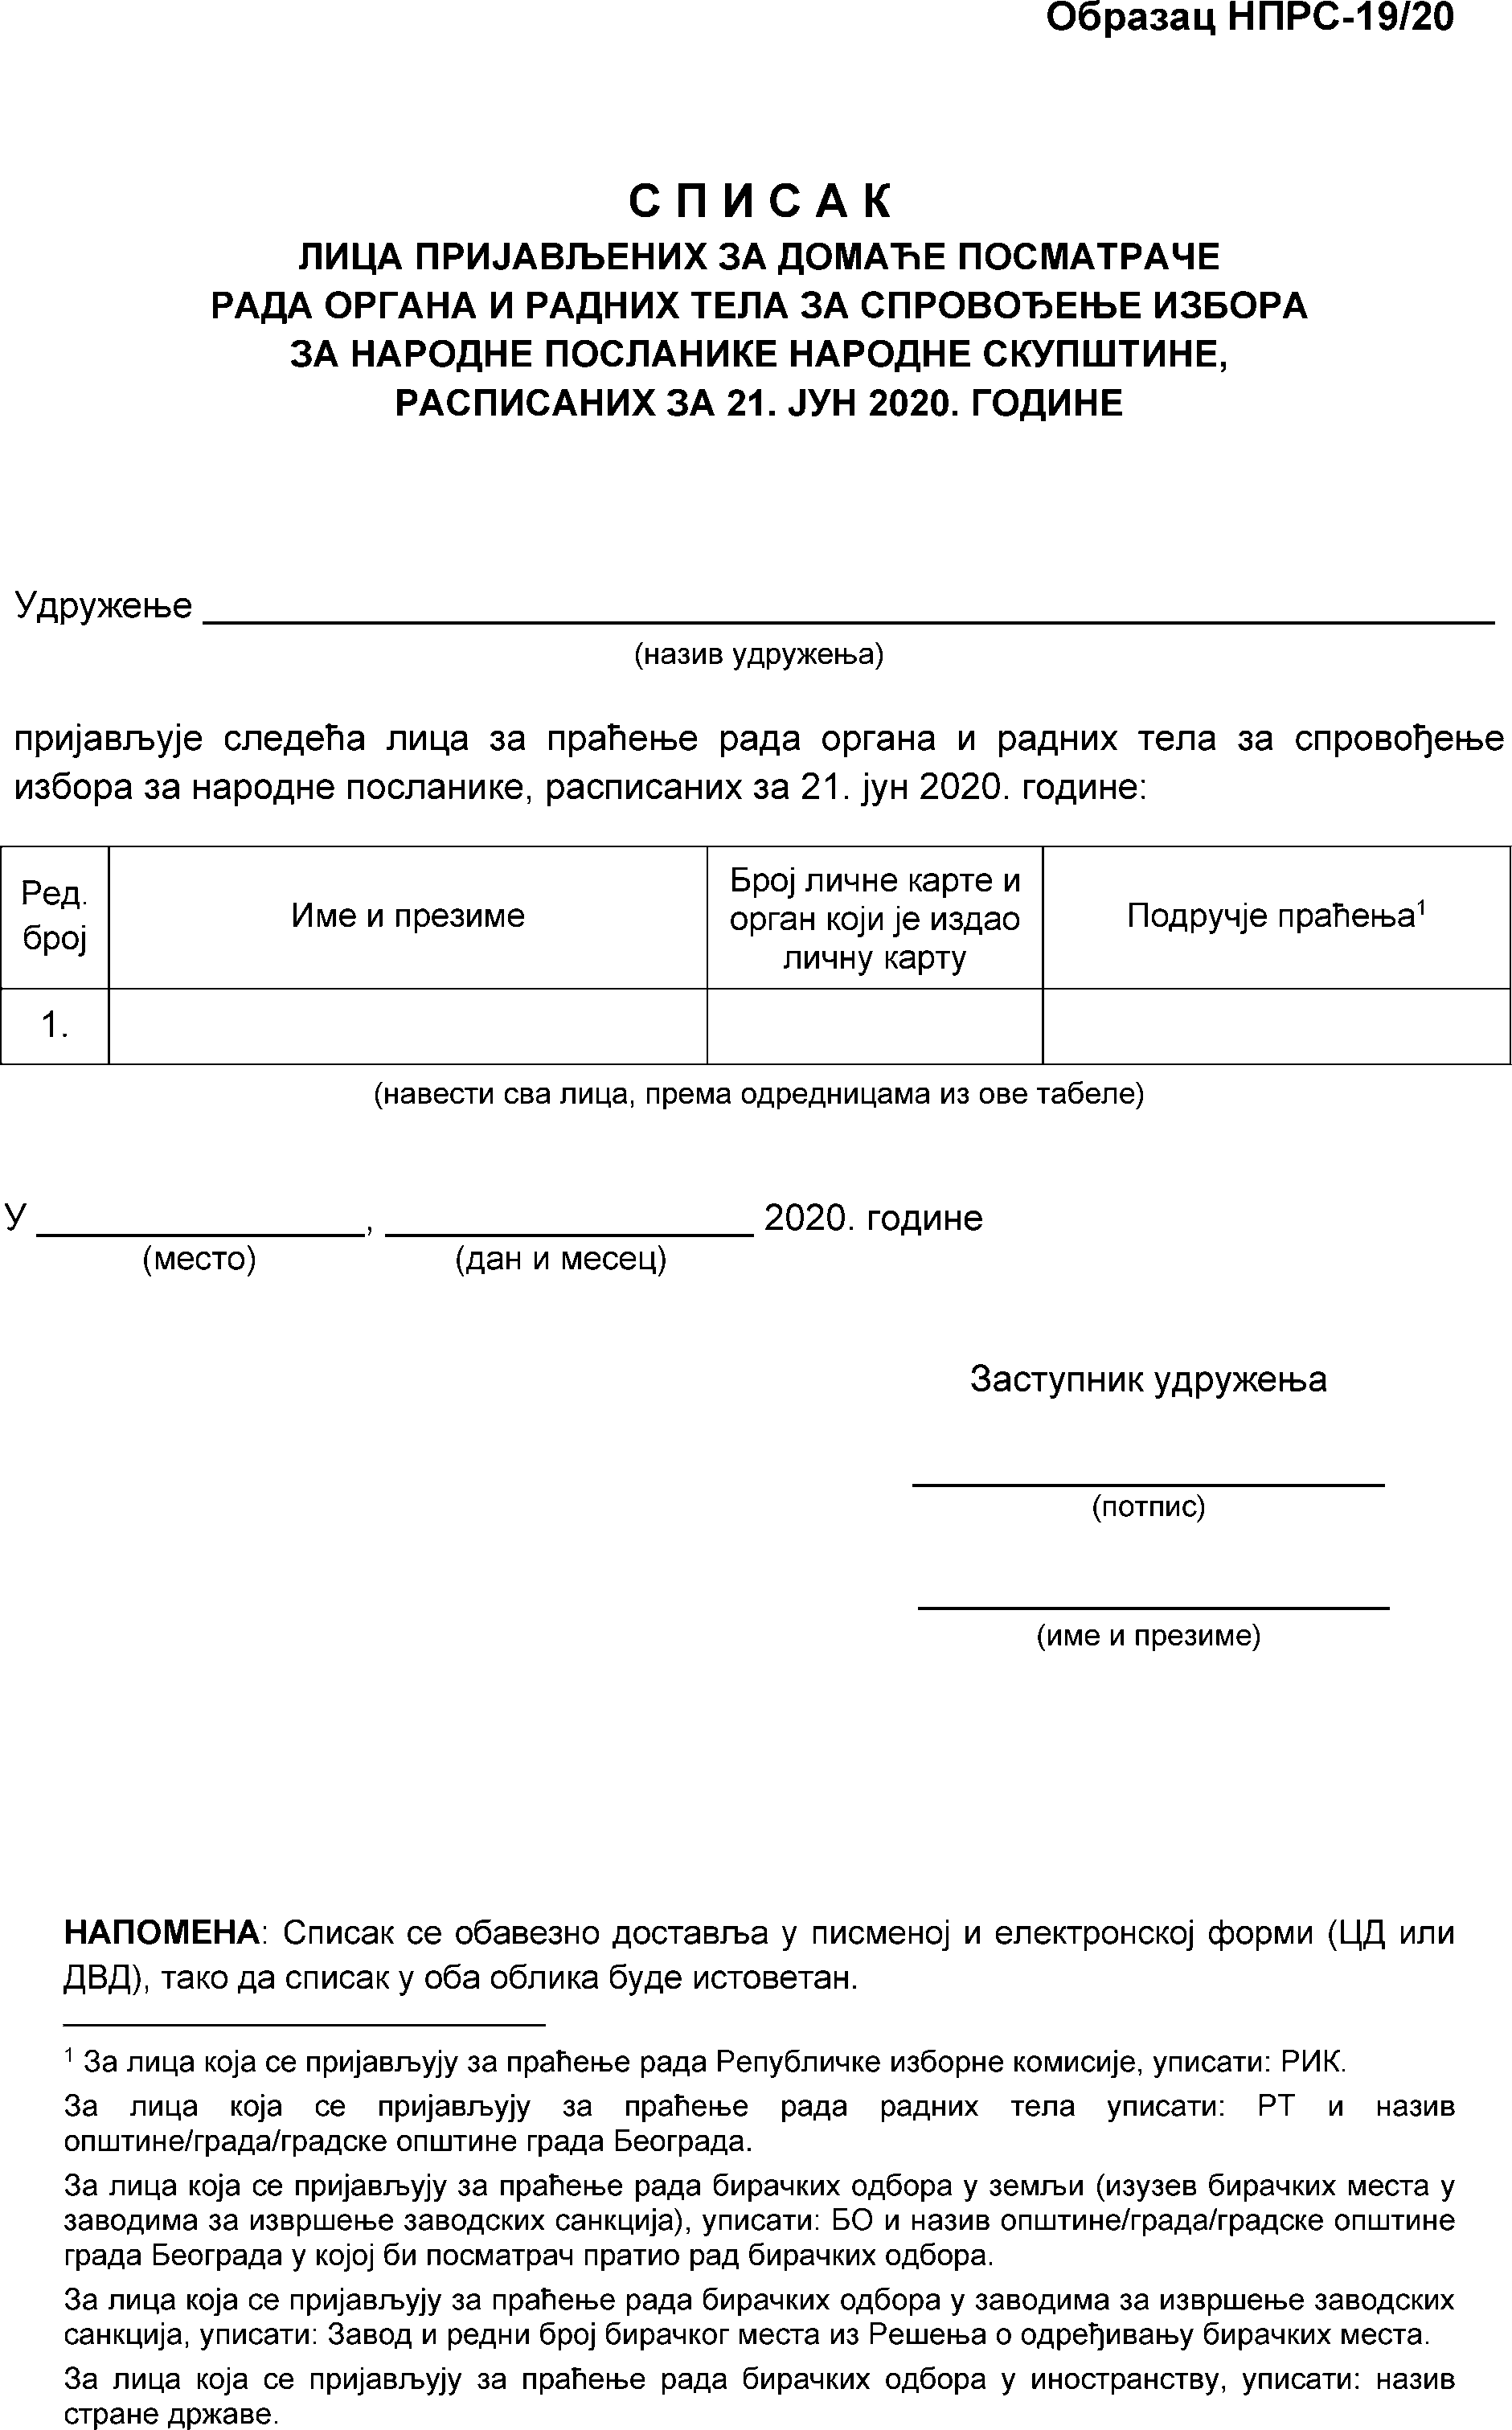 Образац НПРС-19/20
С П И С А К
ЛИЦА ПРИЈАВЉЕНИХ ЗА ДОМАЋЕ ПОСМАТРАЧЕ
РАДА ОРГАНА И РАДНИХ ТЕЛА ЗА СПРОВОЂЕЊЕ ИЗБОРА
ЗА НАРОДНЕ ПОСЛАНИКЕ НАРОДНЕ СКУПШТИНЕ,
РАСПИСАНИХ ЗА 21. ЈУН 2020. ГОДИНЕ
Удружење
(назив удружења)
пријављује следећа лица за праћење рада органа и радних тела за спровођење
избора за народне посланике, расписаних за 21. јун 2020. године:
Ред.
број
Име и презиме
Број личне карте и
орган који је издао
личну карту
Подручје праћења¹
1.
(навести сва лица, према одредницама из ове табеле)
У ____________, ____________ 2020. године
(место) (дан и месец)
Заступник удружења
(потпис)
(име и презиме)
НАПОМЕНА: Списак се обавезно доставља у писменој и електронској форми (ЦД или
ДВД), тако да списак у оба облика буде истоветан.
¹ За лица која се пријављују за праћење рада Републичке изборне комисије, уписати: РИК.
За лица која се пријављују за праћење рада радних тела уписати: РТ и назив
општине/града/градске општине града Београда.
За лица која се пријављују за праћење рада бирачких одбора у земљи (изузев бирачких места у
заводима за извршење заводских санкција), уписати: БО и назив општине/града/градске општине
града Београда у којој би посматрач пратио рад бирачких одбора.
За лица која се пријављују за праћење рада бирачких одбора у заводима за извршење заводских
санкција, уписати: Завод и редни број бирачког места из Решења о одређивању бирачких места.
За лица која се пријављују за праћење рада бирачких одбора у иностранству, уписати: назив
стране државе.